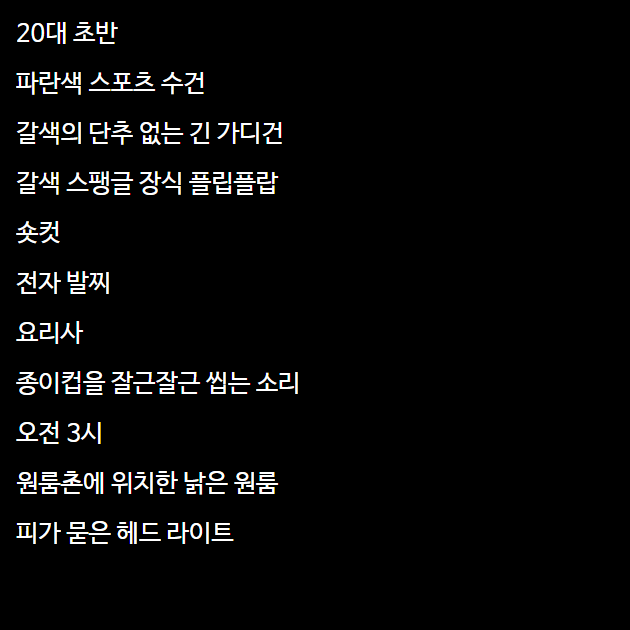 20대 초반
파란색 스포츠 수건
갈색의 단추 없는 긴 가디건
갈색 스팽글 장식 플립플랍
숏컷
전자 발찌
요리사
종이컵을 잘근잘근 씹는 소리
오전 3시
원룸촌에 위치한 낡은 원룸
피가 묻은 헤드 라이트